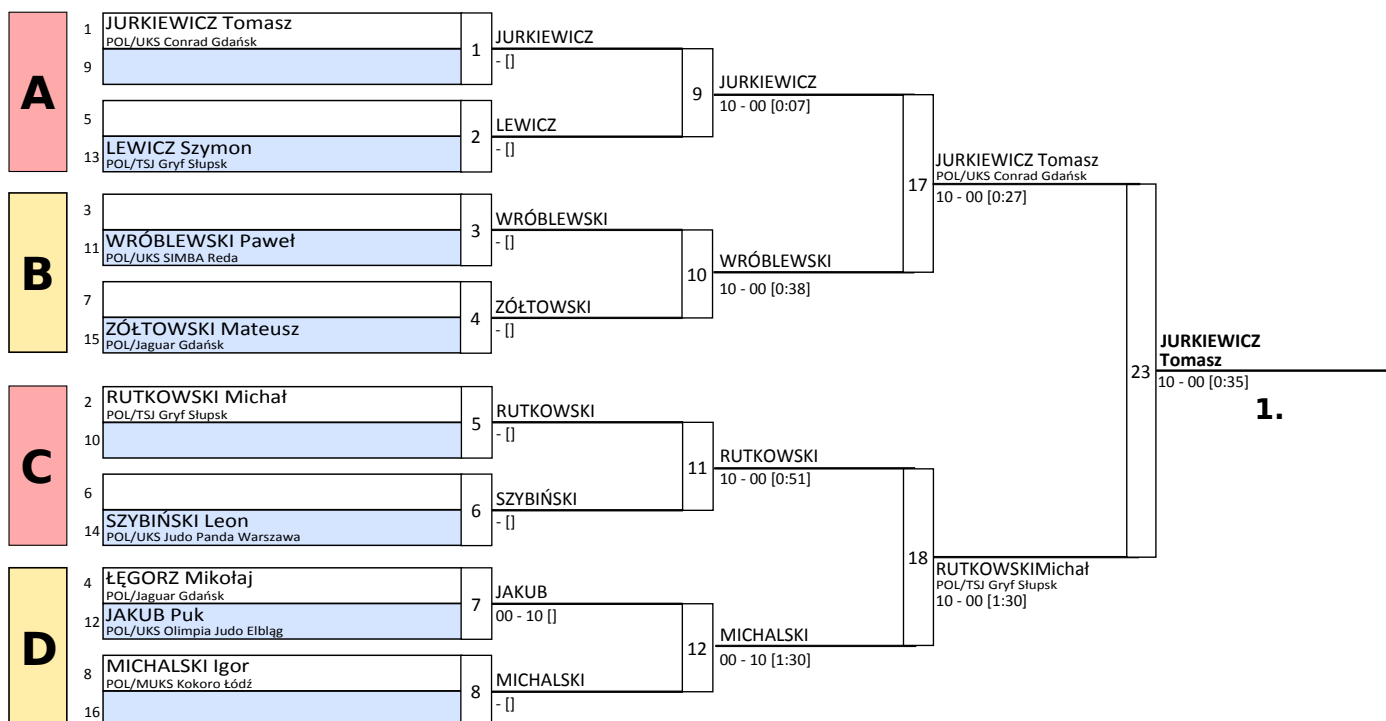 A
1 JURKIEWICZ Tomasz
POL/UKS Conrad Gdańsk
9
1
JURKIEWICZ
- []
5
13 LEWICZ Szymon
POL/TSJ Gryf Słupsk
2
LEWICZ
- []
9
JURKIEWICZ
10 - 00 [0:07]
B
3
11 WRÓBLEWSKI Paweł
POL/UKS SIMBA Reda
3
WRÓBLEWSKI
- []
7
15 ZÓŁTOWSKI Mateusz
POL/Jaguar Gdańsk
4
ZÓŁTOWSKI
- []
10
WRÓBLEWSKI
10 - 00 [0:38]
17
JURKIEWICZ Tomasz
POL/UKS Conrad Gdańsk
10 - 00 [0:27]
C
2 RUTKOWSKI Michał
POL/TSJ Gryf Słupsk
10
5
RUTKOWSKI
- []
6
14 SZYBIŃSKI Leon
POL/UKS Judo Panda Warszawa
6
SZYBIŃSKI
- []
11
RUTKOWSKI
10 - 00 [0:51]
D
4 ŁĘGORZ Mikołaj
POL/Jaguar Gdańsk
12 JAKUB Puk
POL/UKS Olimpia Judo Elbląg
7
JAKUB
00 - 10 []
8 MICHALSKI Igor
POL/MUKS Kokoro Łódź
16
8
MICHALSKI
- []
12
MICHALSKI
00 - 10 [1:30]
18
RUTKOWSKIMichał
POL/TSJ Gryf Słupsk
10 - 00 [1:30]
23
JURKIEWICZ
Tomasz
10 - 00 [0:35]
1.